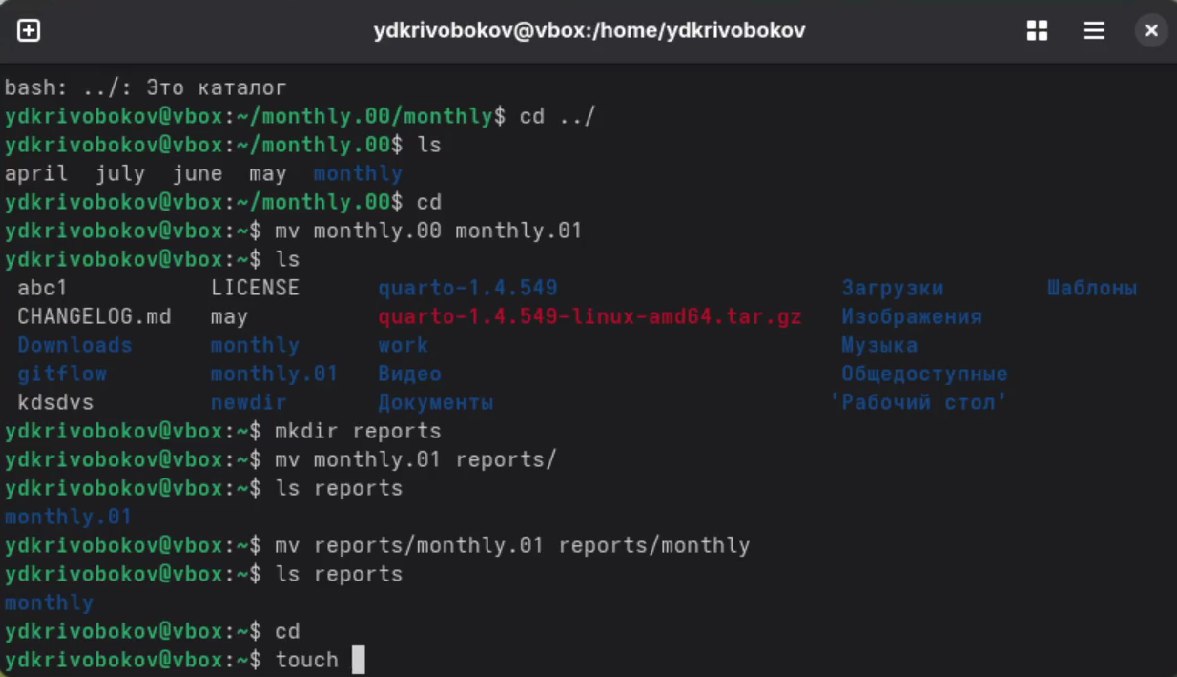 ydkrivobokov@vbox:/home/ydkrivobokov
bash: ../: Это каталог
ydkrivobokov@vbox:~/monthly.00/monthly$ cd ../
ydkrivobokov@vbox:~/monthly.00$ ls
april  july  june  may  monthly
ydkrivobokov@vbox:~/monthly.00$ cd
ydkrivobokov@vbox:~$ mv monthly.00 monthly.01
ydkrivobokov@vbox:~$ ls
abc1  LICENSE  quarto-1.4.549  Загрузки  Шаблоны
CHANGELOG.md  may  quarto-1.4.549-linux-amd64.tar.gz  Изображения
Downloads  monthly  work  Музыка
gitflow  monthly.01  Видео  Общедоступные
kdsdvs  newdir  Документы  'Рабочий стол'
ydkrivobokov@vbox:~$ mkdir reports
ydkrivobokov@vbox:~$ mv monthly.01 reports/
ydkrivobokov@vbox:~$ ls reports
monthly.01
ydkrivobokov@vbox:~$ mv reports/monthly.01 reports/monthly
ydkrivobokov@vbox:~$ ls reports
monthly
ydkrivobokov@vbox:~$ cd
ydkrivobokov@vbox:~$ touch